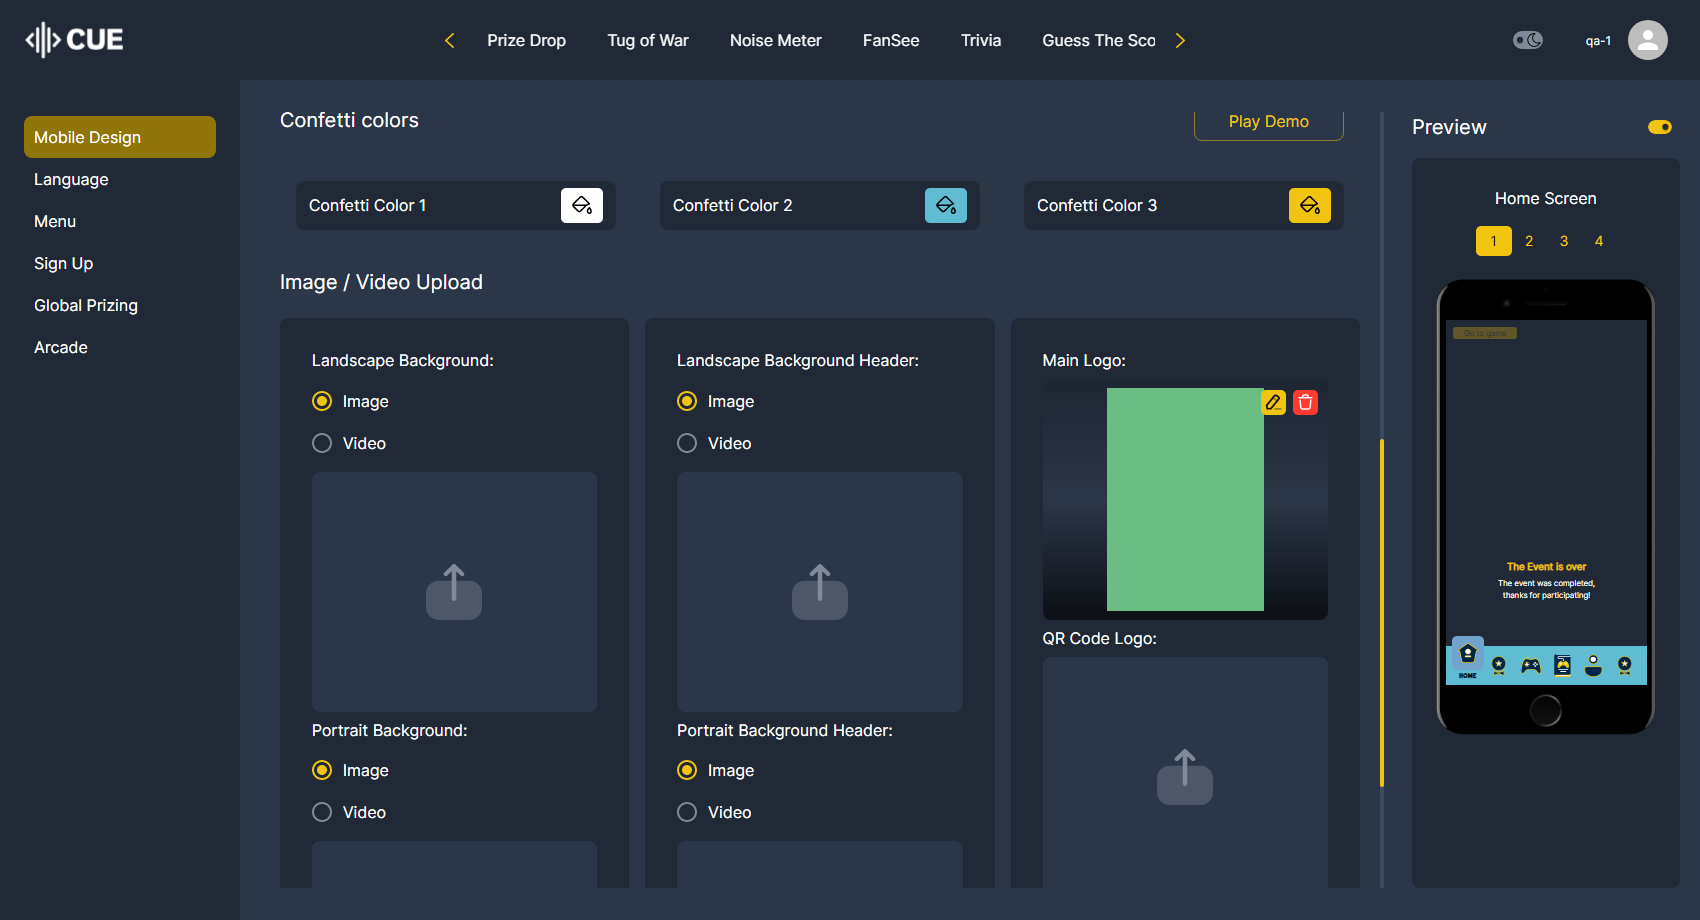 CUE
Prize Drop
Tug of War
Noise Meter
FanSee
Trivia
Guess The Sco
qa-1
Mobile Design
Language
Menu
Sign Up
Global Prizing
Arcade
Confetti colors
Play Demo
Confetti Color 1
Confetti Color 2
Confetti Color 3
Image / Video Upload
Landscape Background:
Image
Video
Portrait Background:
Image
Video
Landscape Background Header:
Image
Video
Portrait Background Header:
Image
Video
Main Logo:
QR Code Logo:
Preview
Home Screen
1
2
3
4
Go to game
The Event is over
The event was completed,
thanks for participating!
HOME